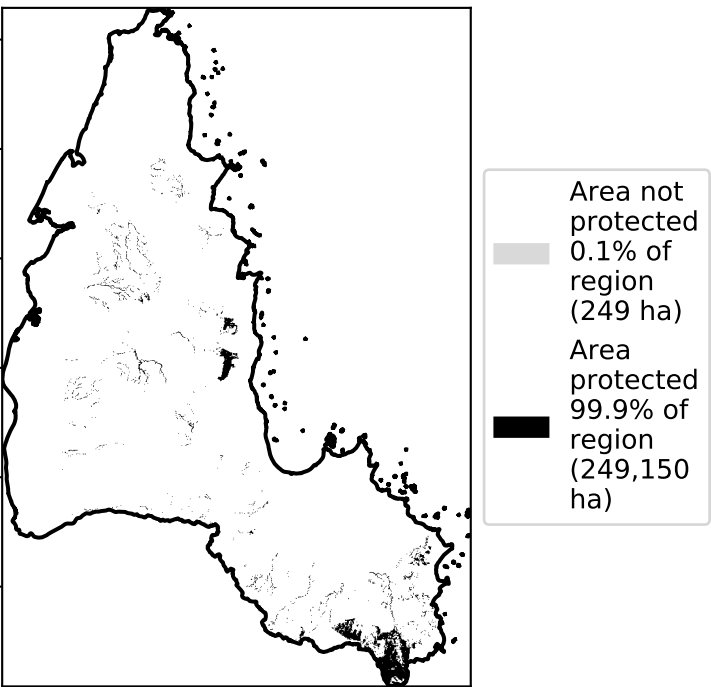 Area not
protected
0.1% of
region
(249 ha)
Area
protected
99.9% of
region
(249,150
ha)